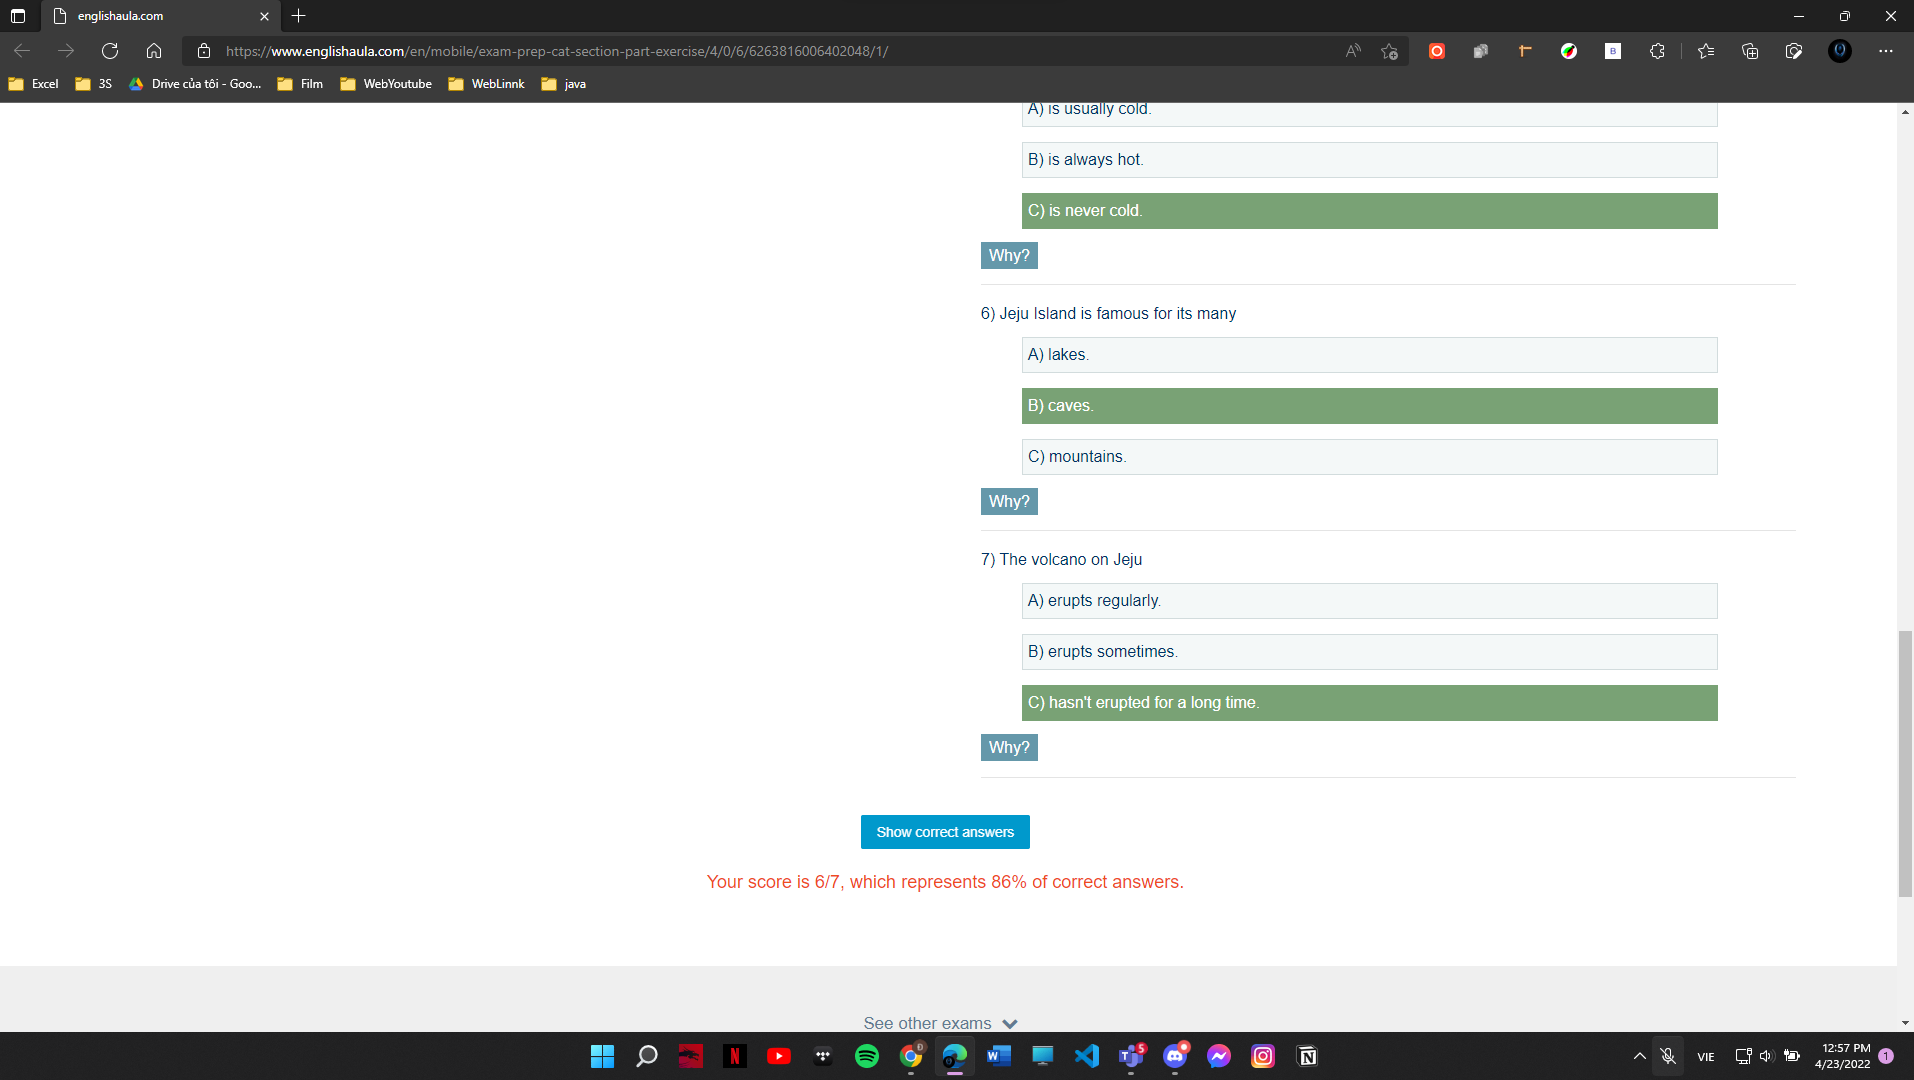 englishaula.com
https://www.englishaula.com/en/mobile/exam-prep-cat-section-part-exercise/4/0/6/6263816006402048/1/
Excel 3S Drive của tôi - Goo... Film WebYoutube WebLinnk java
A) is usually cold.
B) is always hot.
C) is never cold.
Why?
6) Jeju Island is famous for its many
A) lakes.
B) caves.
C) mountains.
Why?
7) The volcano on Jeju
A) erupts regularly.
B) erupts sometimes.
C) hasn't erupted for a long time.
Why?
Show correct answers
Your score is 6/7, which represents 86% of correct answers.
See other exams
VIE
12:57 PM
4/23/2022
1